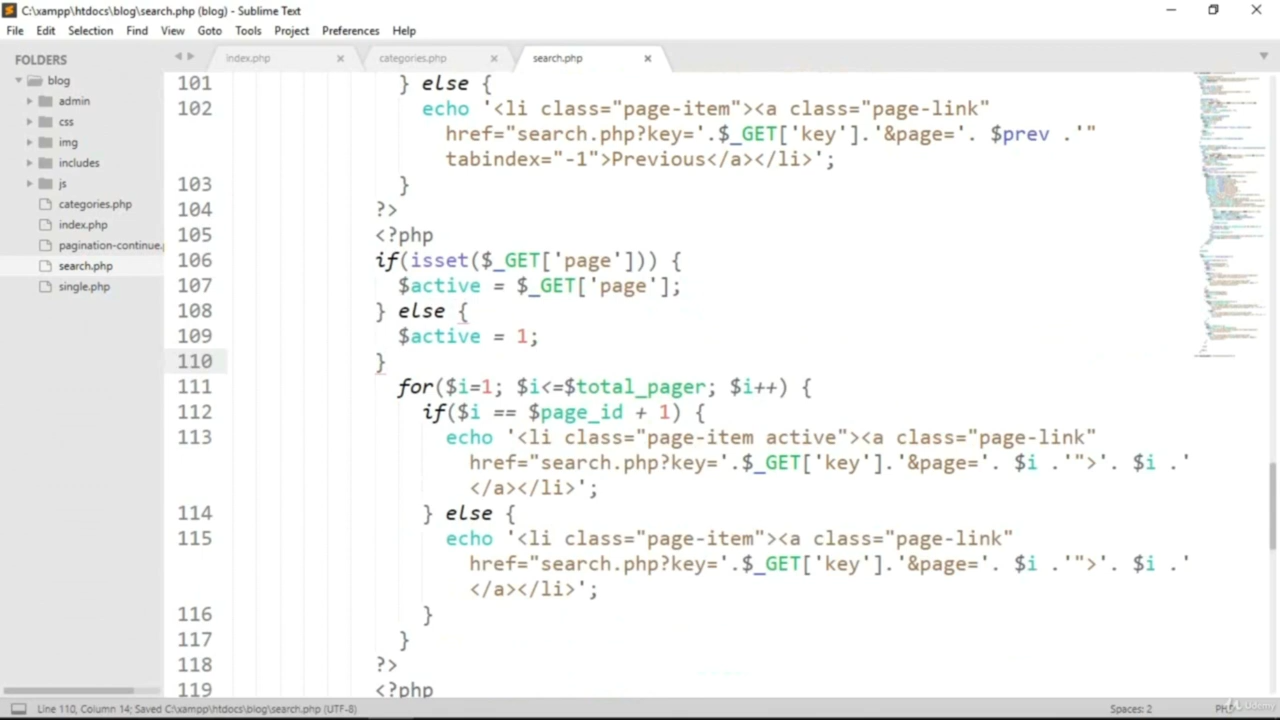 C:\xampp\htdocs\blog\search.php (blog) - Sublime Text
File Edit Selection Find View Goto Tools Project Preferences Help
FOLDERS
blog
admin
css
img
includes
js
categories.php
index.php
pagination-continue.
search.php
single.php
index.php categories.php search.php
101 } else {
102 echo '<li class="page-item"><a class="page-link"
href="search.php?key='.$_GET['key'].'&page='. $prev .'"
tabindex="-1">Previous</a></li>';
103 }
104 ?>
105 <?php
106 if(isset($_GET['page'])) {
107 $active = $_GET['page'];
108 } else {
109 $active = 1;
110 }
111 for($i=1; $i<=$total_pager; $i++) {
112 if($i == $page_id + 1) {
113 echo '<li class="page-item active"><a class="page-link"
href="search.php?key='.$_GET['key'].'&page='. $i .'">'. $i .'
</a></li>';
114 } else {
115 echo '<li class="page-item"><a class="page-link"
href="search.php?key='.$_GET['key'].'&page='. $i .'">'. $i .'
</a></li>';
116 }
117 }
118 ?>
119 <?php
Line 110, Column 14; Saved C:\xampp\htdocs\blog\search.php (UTF-8)
Spaces: 2
Udemy